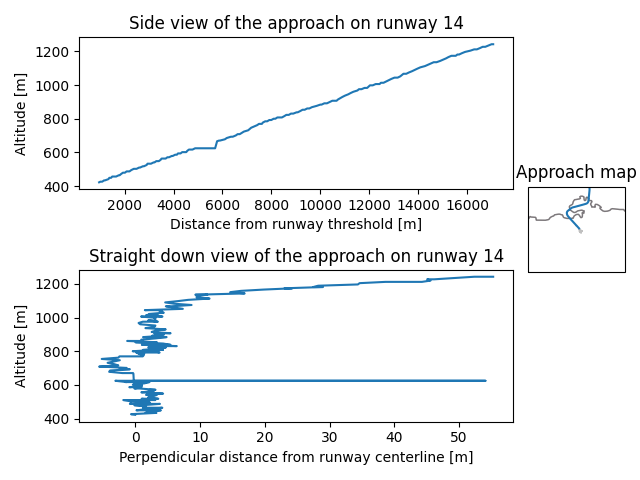 Side view of the approach on runway 14
Altitude [m]
1200
1000
800
600
400
2000 4000 6000 8000 10000 12000 14000 16000
Distance from runway threshold [m]
Approach map
Straight down view of the approach on runway 14
Altitude [m]
1200
1000
800
600
400
0 10 20 30 40 50
Perpendicular distance from runway centerline [m]